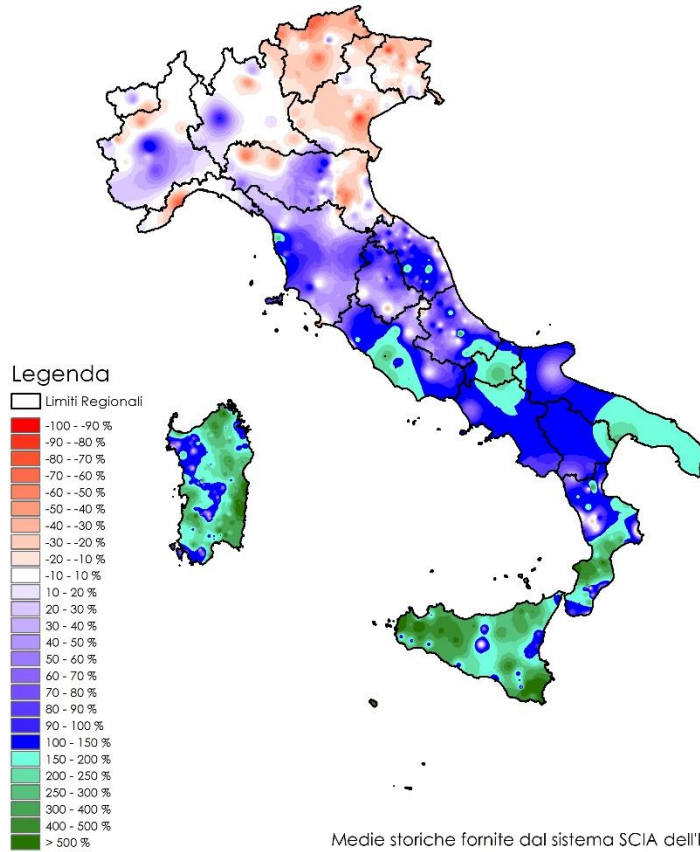 Legenda
Limiti Regionali
-100 - -90 %
-90 - -80 %
-80 - -70 %
-70 - -60 %
-60 - -50 %
-50 - -40 %
-40 - -30 %
-30 - -20 %
-20 - -10 %
-10 - 10 %
10 - 20 %
20 - 30 %
30 - 40 %
40 - 50 %
50 - 60 %
60 - 70 %
70 - 80 %
80 - 90 %
90 - 100 %
100 - 150 %
150 - 200 %
200 - 250 %
300 - 400 %
400 - 500 %
> 500 %
Medie storiche fornite dal sistema SCIA